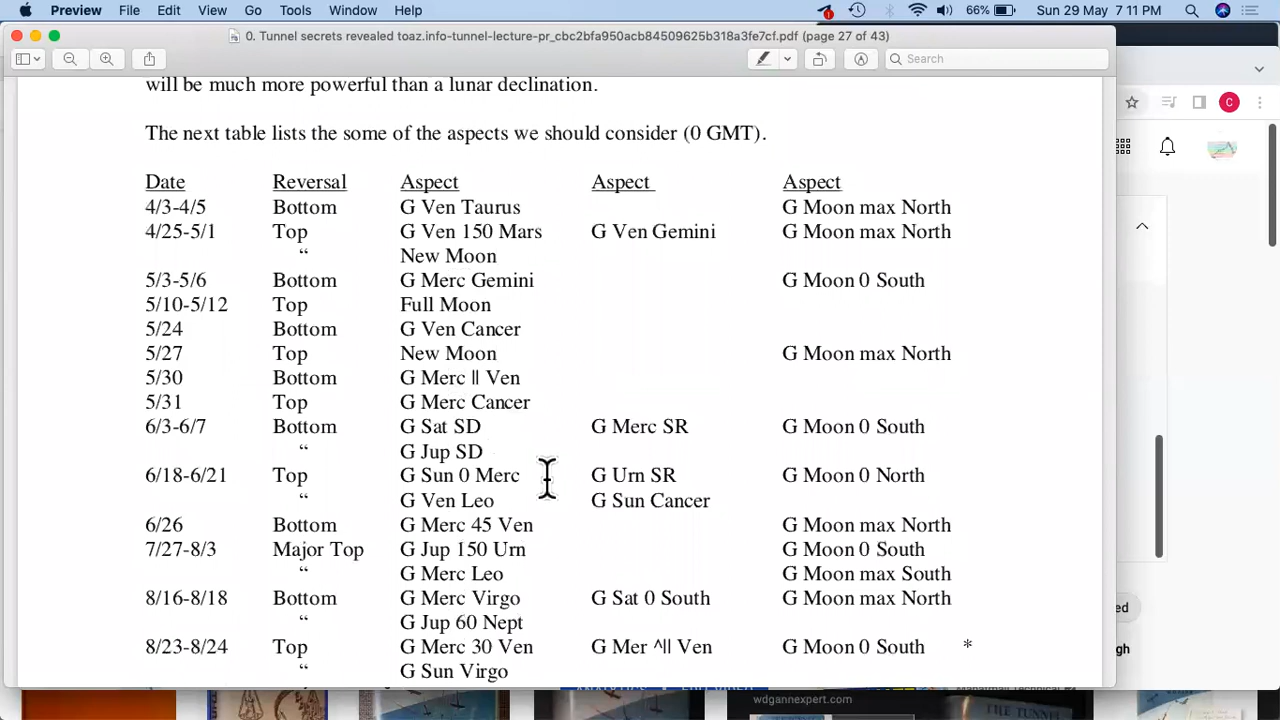 Preview File Edit View Go Tools Window Help 66% Sun 29 May 7 11 PM
0. Tunnel secrets revealed toaz.info-tunnel-lecture-pr_cbc2bfa950acb84509625b318a3fe7cf.pdf (page 27 of 43)
Search
will be much more powerful than a lunar declination.
The next table lists the some of the aspects we should consider (0 GMT).
Date Reversal Aspect Aspect Aspect
4/3-4/5 Bottom G Ven Taurus G Moon max North
4/25-5/1 Top G Ven 150 Mars G Ven Gemini G Moon max North
“ New Moon
5/3-5/6 Bottom G Merc Gemini G Moon 0 South
5/10-5/12 Top Full Moon
5/24 Bottom G Ven Cancer
5/27 Top New Moon G Moon max North
5/30 Bottom G Merc || Ven
5/31 Top G Merc Cancer
6/3-6/7 Bottom G Sat SD G Merc SR G Moon 0 South
“ G Jup SD
6/18-6/21 Top G Sun 0 Merc G Urn SR G Moon 0 North
“ G Ven Leo G Sun Cancer
6/26 Bottom G Merc 45 Ven G Moon max North
7/27-8/3 Major Top G Jup 150 Urn G Moon 0 South
“ G Merc Leo G Moon max South
8/16-8/18 Bottom G Merc Virgo G Sat 0 South G Moon max North
“ G Jup 60 Nept
8/23-8/24 Top G Merc 30 Ven G Mer ^|| Ven G Moon 0 South *
“ G Sun Virgo
C
ed
gh
wdgannexpert.com